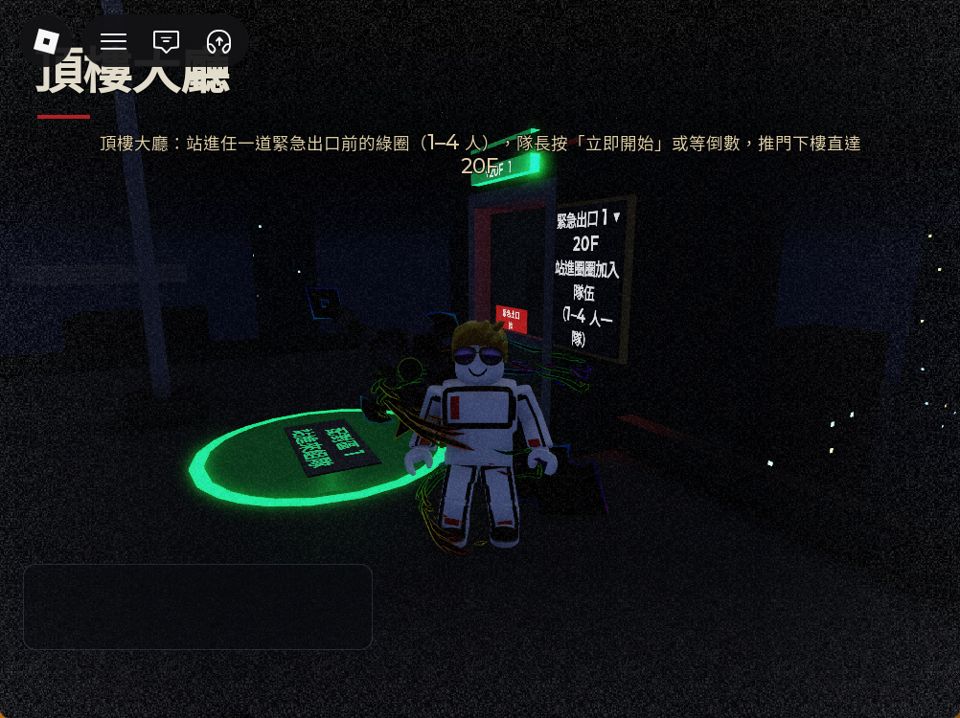 頂樓大廳
頂樓大廳：站進任一道緊急出口前的綠圈（1–4 人），隊長按「立即開始」或等倒數，推門下樓直達
20F
緊急出口 1 ▼
20F
站進圈圈加入
隊伍
（1–4 人一
隊）